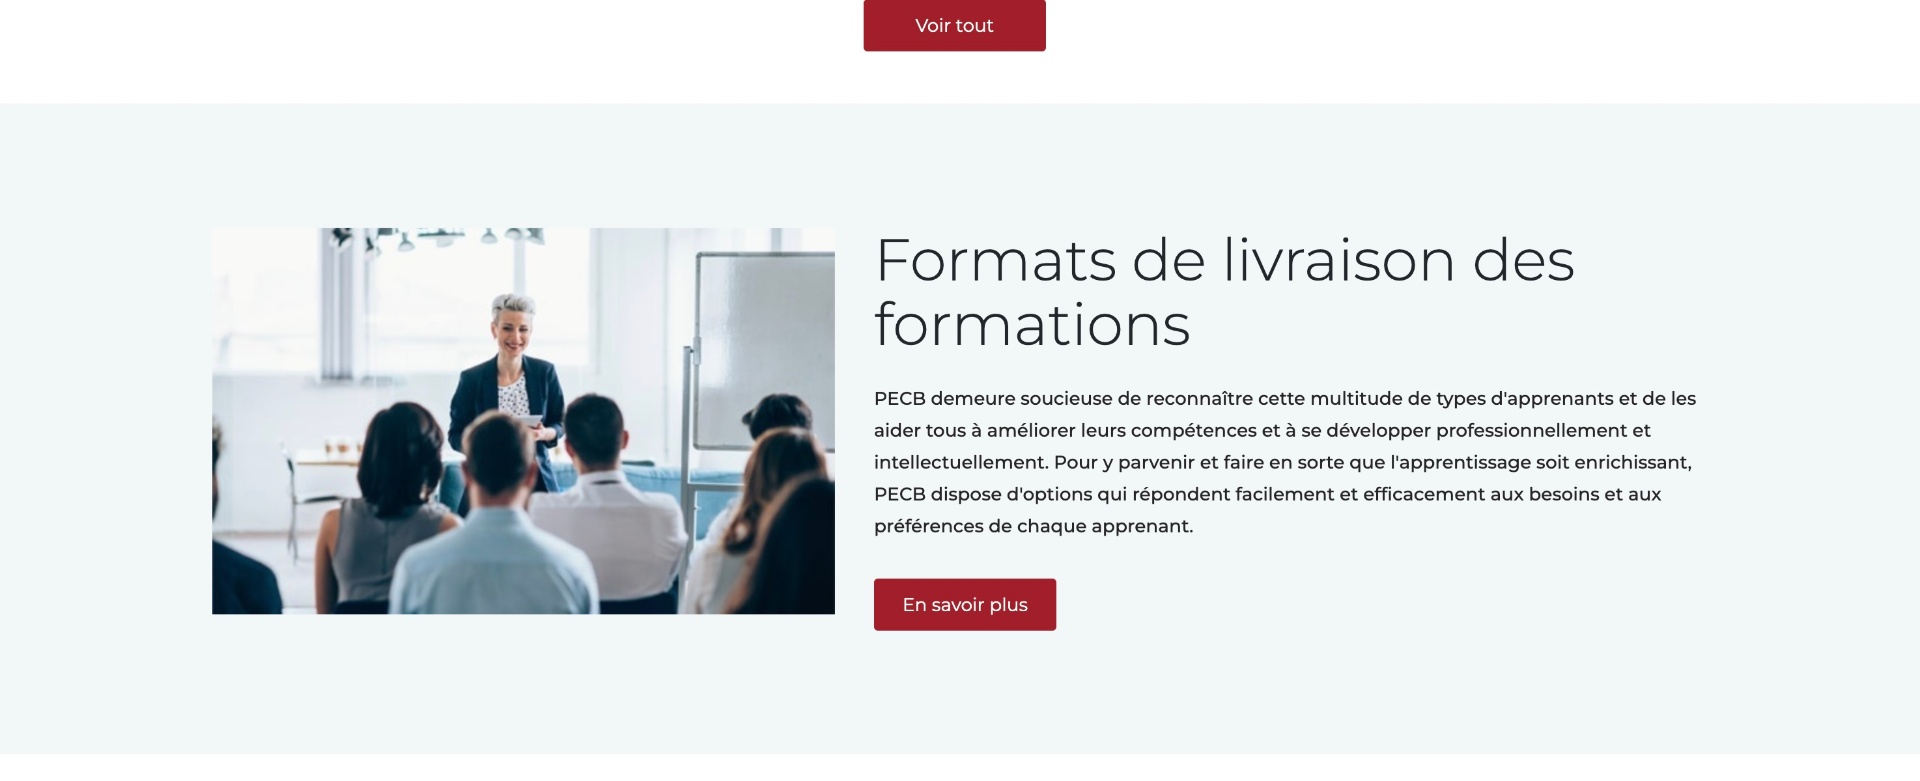 Voir tout
Formats de livraison des
formations
PECB demeure soucieuse de reconnaître cette multitude de types d'apprenants et de les
aider tous à améliorer leurs compétences et à se développer professionnellement et
intellectuellement. Pour y parvenir et faire en sorte que l'apprentissage soit enrichissant,
PECB dispose d'options qui répondent facilement et efficacement aux besoins et aux
préférences de chaque apprenant.
En savoir plus